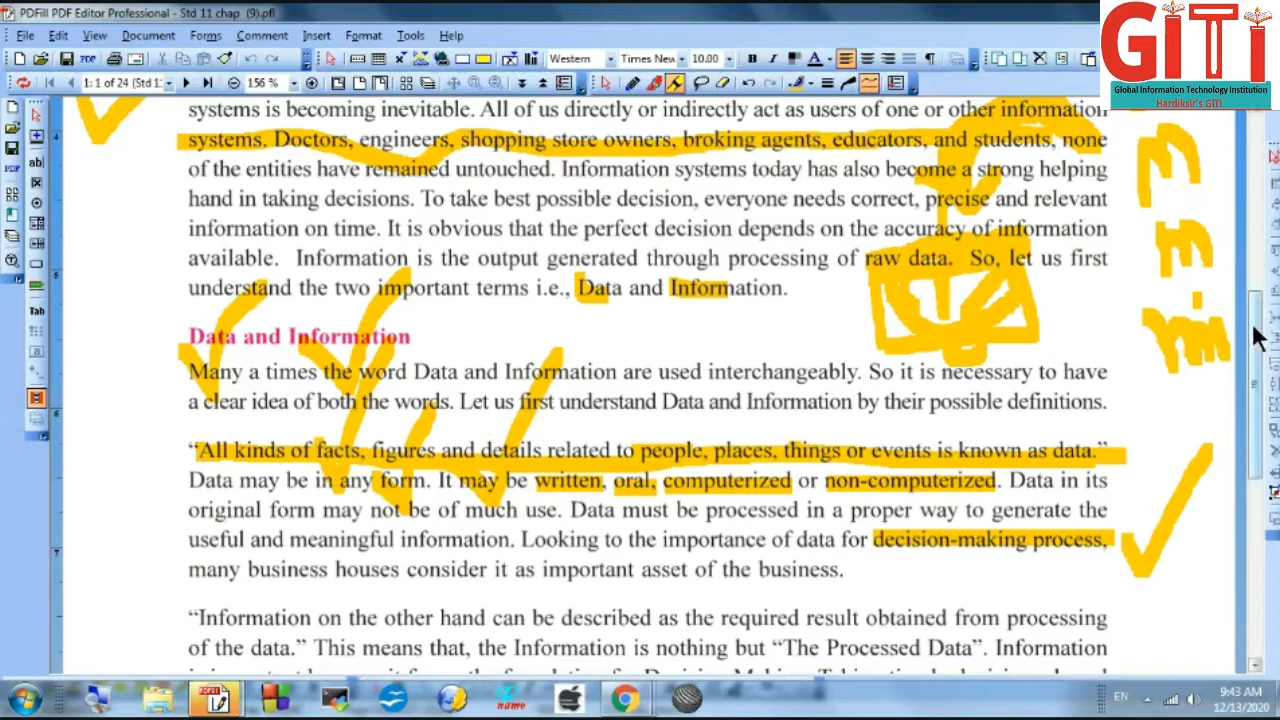 PDFill PDF Editor Professional - Std 11 chap (9).pfl
File Edit View Document Forms Comment Insert Format Tools Help
Western Times New 10.00
1:1 of 24 (Std 1 156 %
GiTi
Global Information Technology Institution
Hardiksir's GiTi
systems is becoming inevitable. All of us directly or indirectly act as users of one or other information
systems. Doctors, engineers, shopping store owners, broking agents, educators, and students, none
of the entities have remained untouched. Information systems today has also become a strong helping
hand in taking decisions. To take best possible decision, everyone needs correct, precise and relevant
information on time. It is obvious that the perfect decision depends on the accuracy of information
available. Information is the output generated through processing of raw data. So, let us first
understand the two important terms i.e., Data and Information.
Data and Information
Many a times the word Data and Information are used interchangeably. So it is necessary to have
a clear idea of both the words. Let us first understand Data and Information by their possible definitions.
“All kinds of facts, figures and details related to people, places, things or events is known as data.”
Data may be in any form. It may be written, oral, computerized or non-computerized. Data in its
original form may not be of much use. Data must be processed in a proper way to generate the
useful and meaningful information. Looking to the importance of data for decision-making process,
many business houses consider it as important asset of the business.
“Information on the other hand can be described as the required result obtained from processing
of the data.” This means that, the Information is nothing but “The Processed Data”. Information
Tab
EN
9:43 AM
12/13/2020